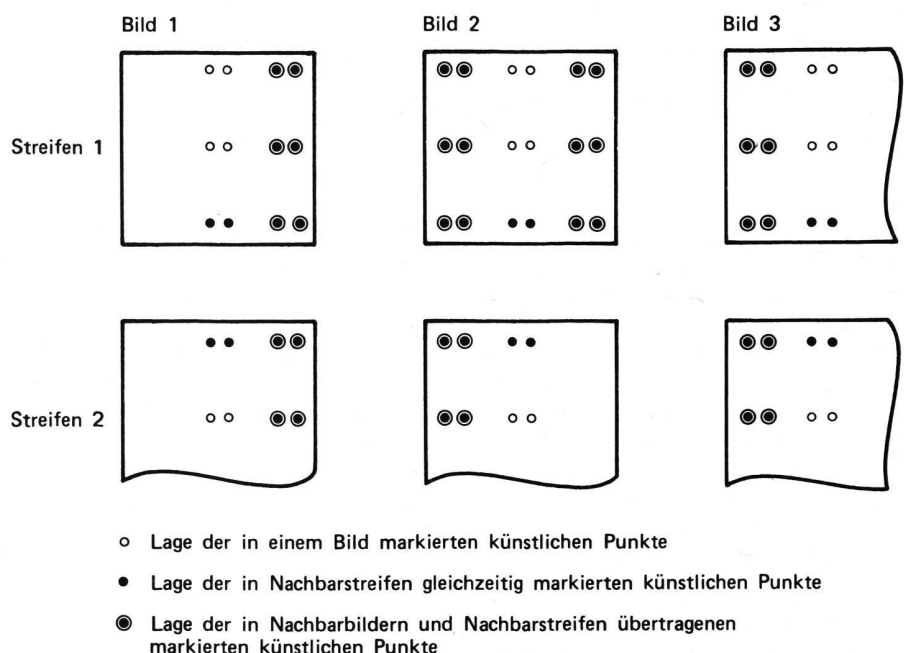 Bild 1 Bild 2 Bild 3
Streifen 1
Streifen 2
Lage der in einem Bild markierten künstlichen Punkte
Lage der in Nachbarstreifen gleichzeitig markierten künstlichen Punkte
Lage der in Nachbarbildern und Nachbarstreifen übertragenen
markierten künstlichen Punkte